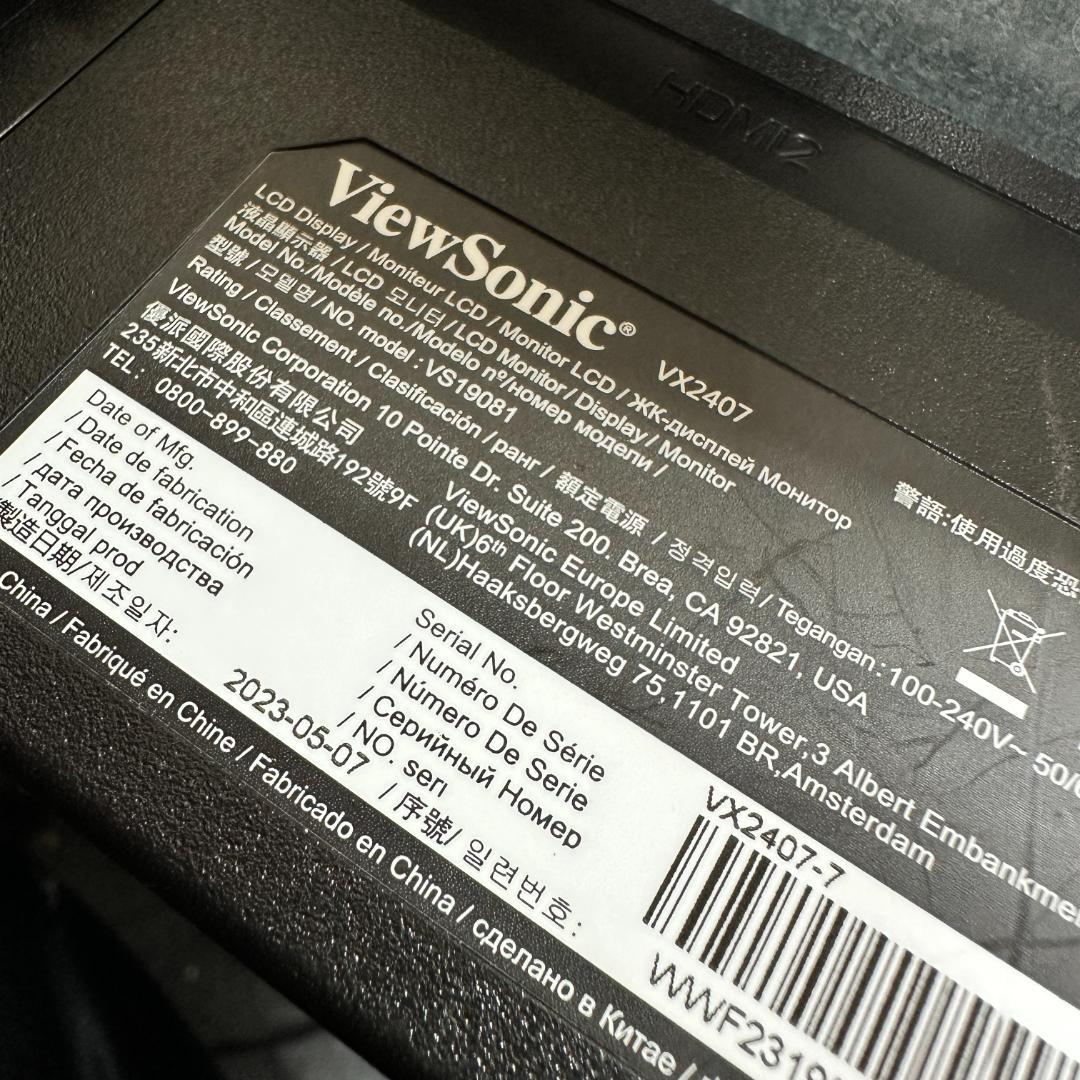 HDMI2
ViewSonic®
VX2407
LCD Display / Moniteur LCD / Monitor LCD / ЖК-дисплей Монитор
液晶顯示器 / LCD 모니터 / LCD Monitor / Display / Monitor
Model No./Modèle no./Modelo nº/номер модели /
型號 / 모델명 / NO. model : VS19081
Rating / Classement / Clasificación / ранг / 額定電源 / 정격입력 / Tegangan : 100-240V~ 50/
ViewSonic Corporation 10 Pointe Dr. Suite 200. Brea, CA 92821, USA
優派國際股份有限公司
ViewSonic Europe Limited
235新北市中和區連城路192號9F
(UK)6th Floor Westminster Tower,3 Albert
TEL : 0800-899-880
(NL)Haaksbergweg 75,1101 BR,Amsterdam
警語:使用過度恐
Date of Mfg.
/ Date de fabrication
/ Fecha de fabricación
/ дата производства
/ Tanggal prod
製造日期/제조일자:
2023-05-07
Serial No.
/ Numéro De Série
/ Número De Serie
/ Серийный Номер
/ NO. seri
/ 序號/ 일련번호:
VX2407-7
WWF2319
China / Fabriqué en Chine / Fabricado en China / сделано в Китае /